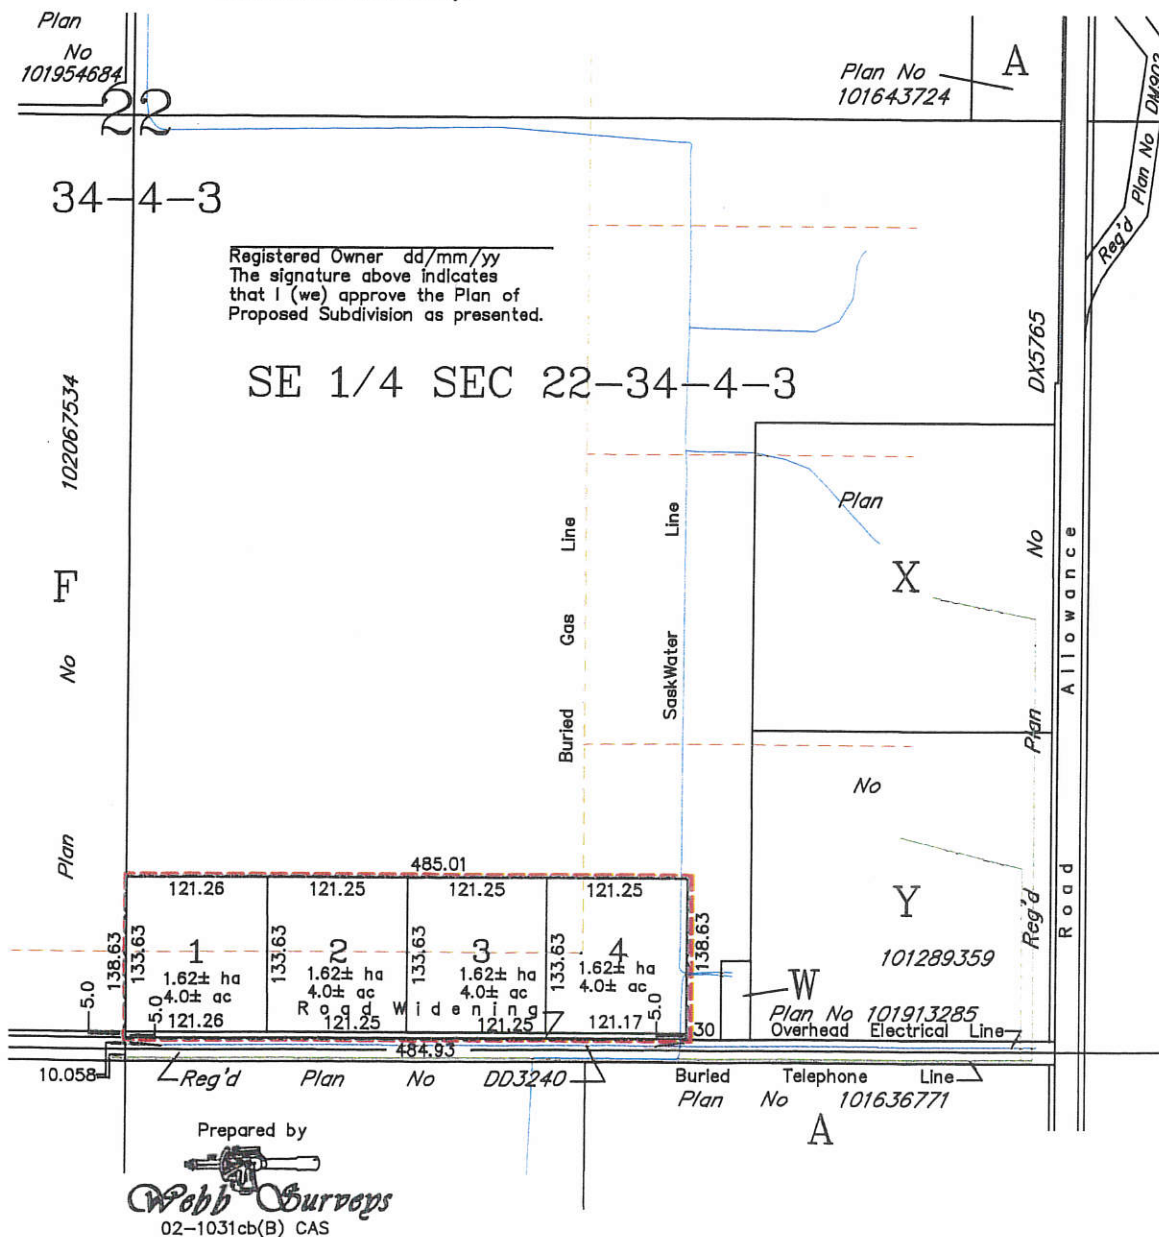 Plan
No
101954684
22
34-4-3
Plan No
101643724
A
Reg'd Plan No DM902
Registered Owner dd/mm/yy
The signature above indicates
that I (we) approve the Plan of
Proposed Subdivision as presented.
SE 1/4 SEC 22-34-4-3
Plan No 102067534
F
Buried Gas Line
SaskWater Line
Reg'd Plan No DX5765
Road Allowance
Plan
X
No
Y
101289359
W
Plan No 101913285
Overhead Electrical Line
485.01
121.26
121.25
121.25
121.25
138.63
133.63
133.63
133.63
133.63
138.63
1
2
3
4
1.62± ha
4.0± ac
1.62± ha
4.0± ac
1.62± ha
4.0± ac
1.62± ha
4.0± ac
Road Widening
5.0
5.0
5.0
121.26
121.25
121.25
121.17
30
484.93
10.058
Reg'd Plan No DD3240
Buried Telephone Line
Plan No 101636771
A
Prepared by
Webb Surveys
02-1031cb(B) CAS